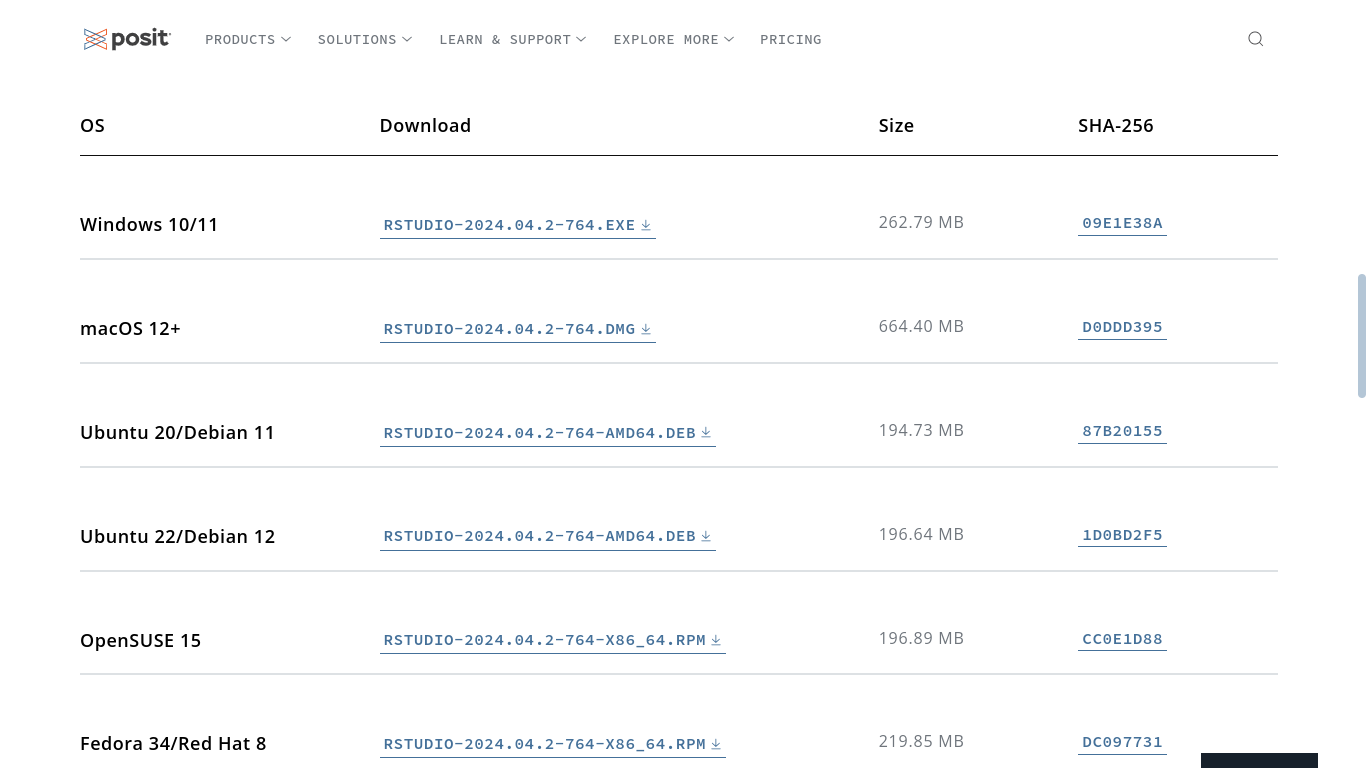 posit PRODUCTS SOLUTIONS LEARN & SUPPORT EXPLORE MORE PRICING
OS Download Size SHA-256
Windows 10/11 RSTUDIO-2024.04.2-764.EXE 262.79 MB 09E1E38A
macOS 12+ RSTUDIO-2024.04.2-764.DMG 664.40 MB D0DDD395
Ubuntu 20/Debian 11 RSTUDIO-2024.04.2-764-AMD64.DEB 194.73 MB 87B20155
Ubuntu 22/Debian 12 RSTUDIO-2024.04.2-764-AMD64.DEB 196.64 MB 1D0BD2F5
OpenSUSE 15 RSTUDIO-2024.04.2-764-X86_64.RPM 196.89 MB CC0E1D88
Fedora 34/Red Hat 8 RSTUDIO-2024.04.2-764-X86_64.RPM 219.85 MB DC097731